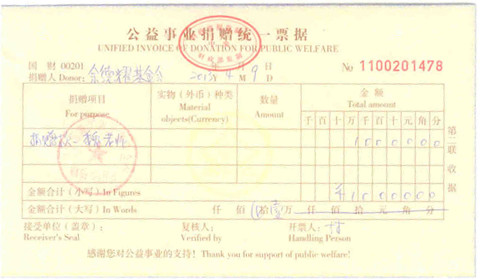 公益事业捐赠统一票据
UNIFIED INVOICE OF DONATION FOR PUBLIC WELFARE
国 财 00201
年 4月 9日
No 1100201478
捐赠人 Donor: 基金会
捐赠项目 For purpose
实物（外币）种类 Material objects(Currency)
数量 Amount
金额 Total amount
千 百 十 万 千 百 十 元 角 分
1 0 0 0 0 0 0
第二联 收据
金额合计（小写）In Figures
¥ 1 0 0 0 0 0 0
金额合计（大写）In Words
仟 佰 拾壹万 仟 佰 拾 元 角 分
接受单位（盖章）:
Receiver's Seal
复核人:
Verified by
开票人:
Handling Person
感谢您对公益事业的支持! Thank you for support of public welfare!